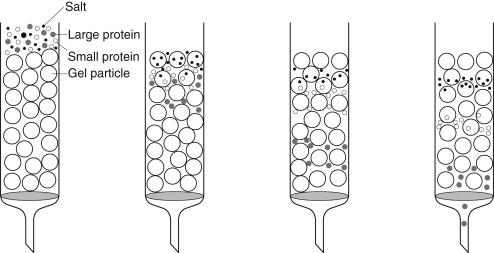 Salt
Large protein
Small protein
Gel particle